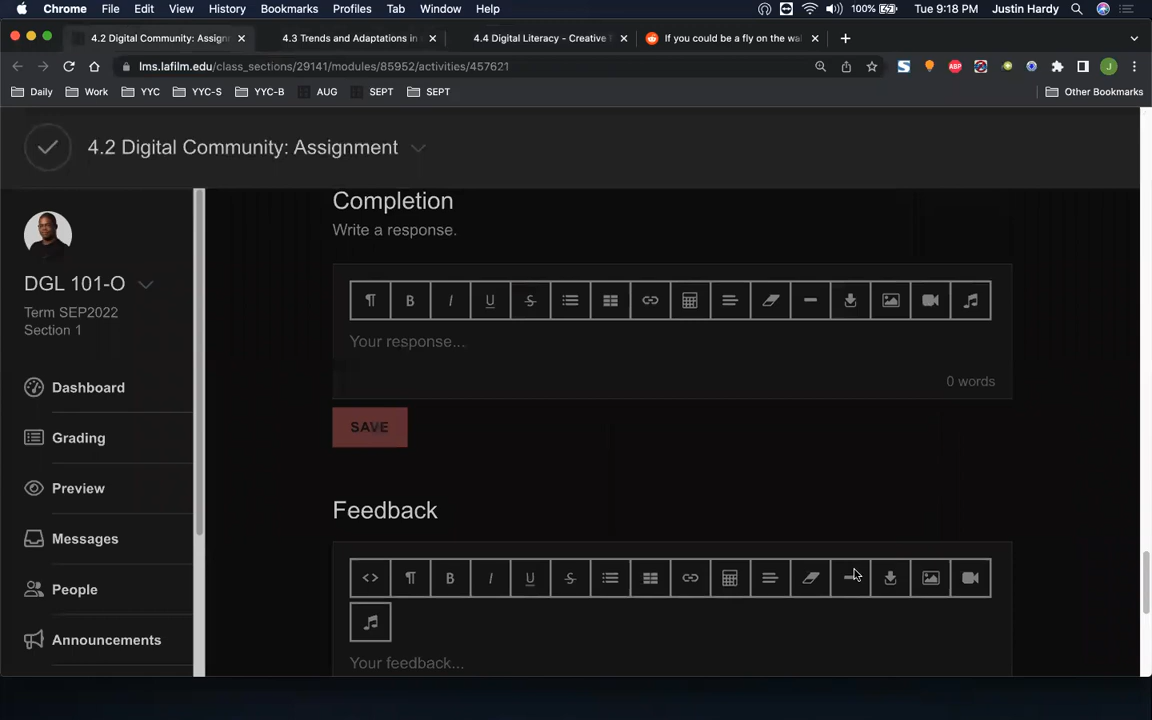 Chrome File Edit View History Bookmarks Profiles Tab Window Help 100% Tue 9:18 PM Justin Hardy
4.2 Digital Community: Assign 4.3 Trends and Adaptations in 4.4 Digital Literacy - Creative If you could be a fly on the wal
lms.lafilm.edu/class_sections/29141/modules/85952/activities/457621
Daily Work YYC YYC-S YYC-B AUG SEPT SEPT Other Bookmarks
4.2 Digital Community: Assignment
Completion
Write a response.
Your response...
0 words
SAVE
Feedback
Your feedback...
DGL 101-O
Term SEP2022
Section 1
Dashboard
Grading
Preview
Messages
People
Announcements